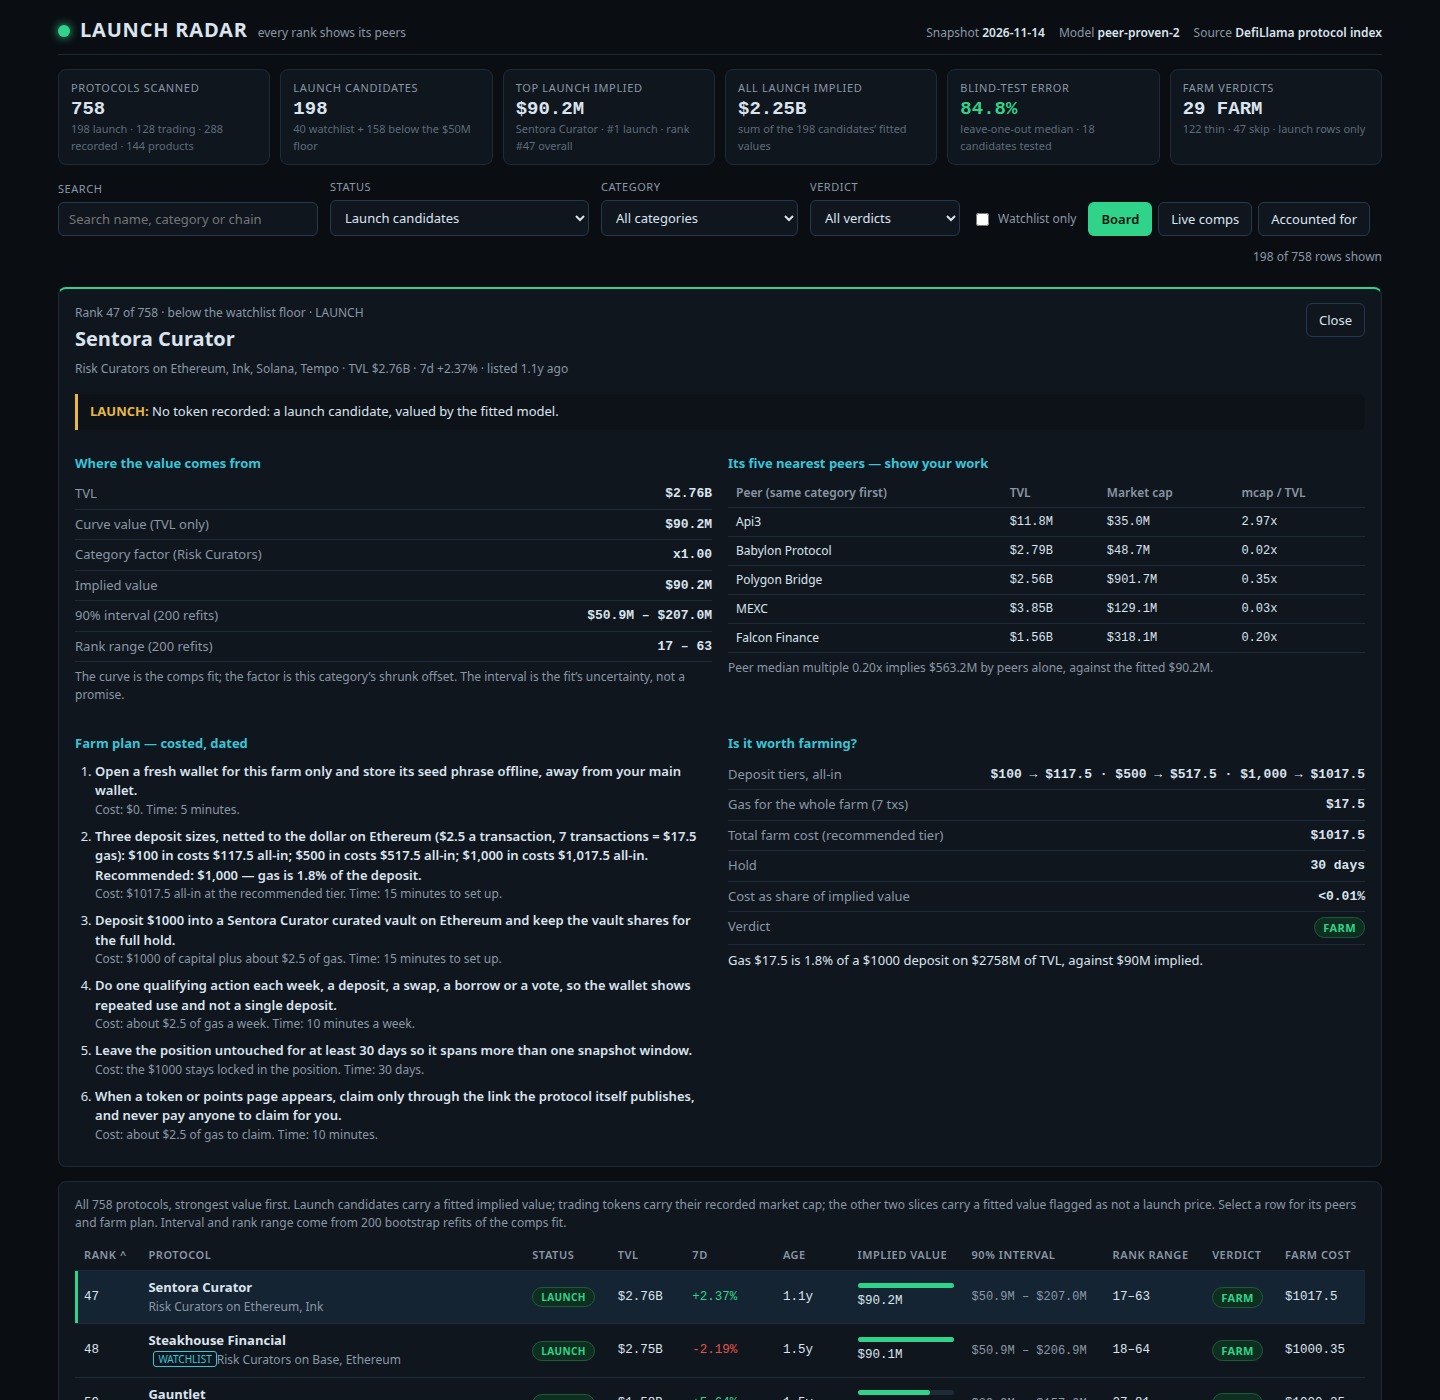 LAUNCH RADAR every rank shows its peers
Snapshot 2026-11-14 Model peer-proven-2 Source DefiLlama protocol index
PROTOCOLS SCANNED
758
198 launch · 128 trading · 288
recorded · 144 products
LAUNCH CANDIDATES
198
40 watchlist + 158 below the $50M
floor
TOP LAUNCH IMPLIED
$90.2M
Sentora Curator · #1 launch · rank
#47 overall
ALL LAUNCH IMPLIED
$2.25B
sum of the 198 candidates' fitted
values
BLIND-TEST ERROR
84.8%
leave-one-out median · 18
candidates tested
FARM VERDICTS
29 FARM
122 thin · 47 skip · launch rows only
SEARCH
Search name, category or chain
STATUS
Launch candidates
CATEGORY
All categories
VERDICT
All verdicts
Watchlist only
Board
Live comps
Accounted for
198 of 758 rows shown
Rank 47 of 758 · below the watchlist floor · LAUNCH
Close
Sentora Curator
Risk Curators on Ethereum, Ink, Solana, Tempo · TVL $2.76B · 7d +2.37% · listed 1.1y ago
LAUNCH: No token recorded: a launch candidate, valued by the fitted model.
Where the value comes from
TVL $2.76B
Curve value (TVL only) $90.2M
Category factor (Risk Curators) x1.00
Implied value $90.2M
90% interval (200 refits) $50.9M – $207.0M
Rank range (200 refits) 17 – 63
The curve is the comps fit; the factor is this category's shrunk offset. The interval is the fit's uncertainty, not a
promise.
Its five nearest peers — show your work
Peer (same category first) TVL Market cap mcap / TVL
Api3 $11.8M $35.0M 2.97x
Babylon Protocol $2.79B $48.7M 0.02x
Polygon Bridge $2.56B $901.7M 0.35x
MEXC $3.85B $129.1M 0.03x
Falcon Finance $1.56B $318.1M 0.20x
Peer median multiple 0.20x implies $563.2M by peers alone, against the fitted $90.2M.
Farm plan — costed, dated
1. Open a fresh wallet for this farm only and store its seed phrase offline, away from your main
wallet.
Cost: $0. Time: 5 minutes.
2. Three deposit sizes, netted to the dollar on Ethereum ($2.5 a transaction, 7 transactions = $17.5
gas): $100 in costs $117.5 all-in; $500 in costs $517.5 all-in; $1,000 in costs $1,017.5 all-in.
Recommended: $1,000 — gas is 1.8% of the deposit.
Cost: $1017.5 all-in at the recommended tier. Time: 15 minutes to set up.
3. Deposit $1000 into a Sentora Curator curated vault on Ethereum and keep the vault shares for
the full hold.
Cost: $1000 of capital plus about $2.5 of gas. Time: 15 minutes to set up.
4. Do one qualifying action each week, a deposit, a swap, a borrow or a vote, so the wallet shows
repeated use and not a single deposit.
Cost: about $2.5 of gas a week. Time: 10 minutes a week.
5. Leave the position untouched for at least 30 days so it spans more than one snapshot window.
Cost: the $1000 stays locked in the position. Time: 30 days.
6. When a token or points page appears, claim only through the link the protocol itself publishes,
and never pay anyone to claim for you.
Cost: about $2.5 of gas to claim. Time: 10 minutes.
Is it worth farming?
Deposit tiers, all-in $100 → $117.5 · $500 → $517.5 · $1,000 → $1017.5
Gas for the whole farm (7 txs) $17.5
Total farm cost (recommended tier) $1017.5
Hold 30 days
Cost as share of implied value <0.01%
Verdict FARM
Gas $17.5 is 1.8% of a $1000 deposit on $2758M of TVL, against $90M implied.
All 758 protocols, strongest value first. Launch candidates carry a fitted implied value; trading tokens carry their recorded market cap; the other two slices carry a fitted value flagged as not a launch price. Select a row for its peers
and farm plan. Interval and rank range come from 200 bootstrap refits of the comps fit.
RANK ^ PROTOCOL STATUS TVL 7D AGE IMPLIED VALUE 90% INTERVAL RANK RANGE VERDICT FARM COST
47 Sentora Curator LAUNCH $2.76B +2.37% 1.1y $90.2M $50.9M – $207.0M 17–63 FARM $1017.5
Risk Curators on Ethereum, Ink
48 Steakhouse Financial LAUNCH $2.75B -2.19% 1.5y $90.1M $50.9M – $206.9M 18–64 FARM $1000.35
WATCHLIST Risk Curators on Base, Ethereum
Gauntlet